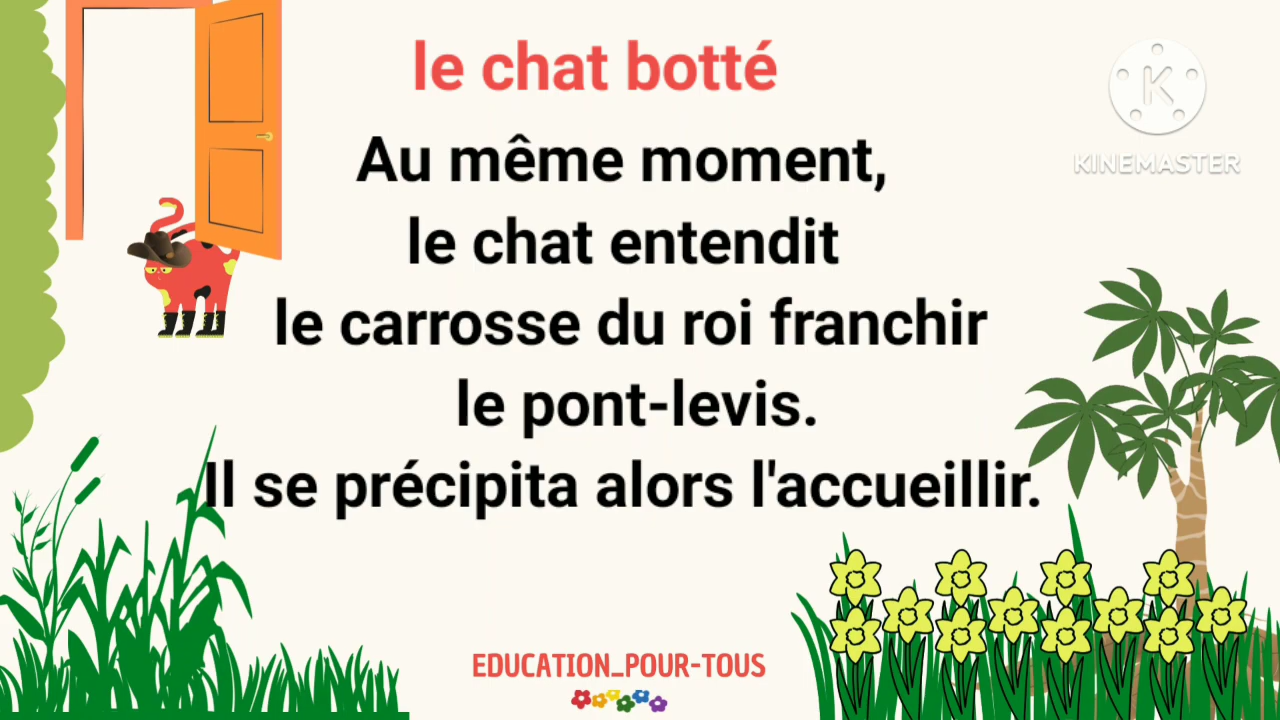 le chat botté
Au même moment,
le chat entendit
le carrosse du roi franchir
le pont-levis.
Il se précipita alors l'accueillir.
EDUCATION_POUR-TOUS
K
KINEMASTER